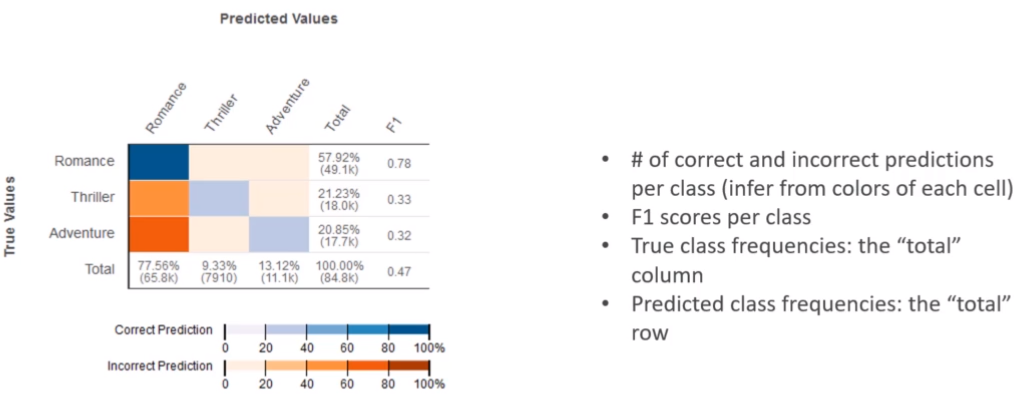 Predicted Values
Romance
Thriller
Adventure
Total
F1
True Values
Romance 57.92% (49.1k) 0.78
Thriller 21.23% (18.0k) 0.33
Adventure 20.85% (17.7k) 0.32
Total 77.56% (65.8k) 9.33% (7910) 13.12% (11.1k) 100.00% (84.8k) 0.47
Correct Prediction
0 20 40 60 80 100%
Incorrect Prediction
0 20 40 60 80 100%
• # of correct and incorrect predictions
per class (infer from colors of each cell)
• F1 scores per class
• True class frequencies: the “total”
column
• Predicted class frequencies: the “total”
row